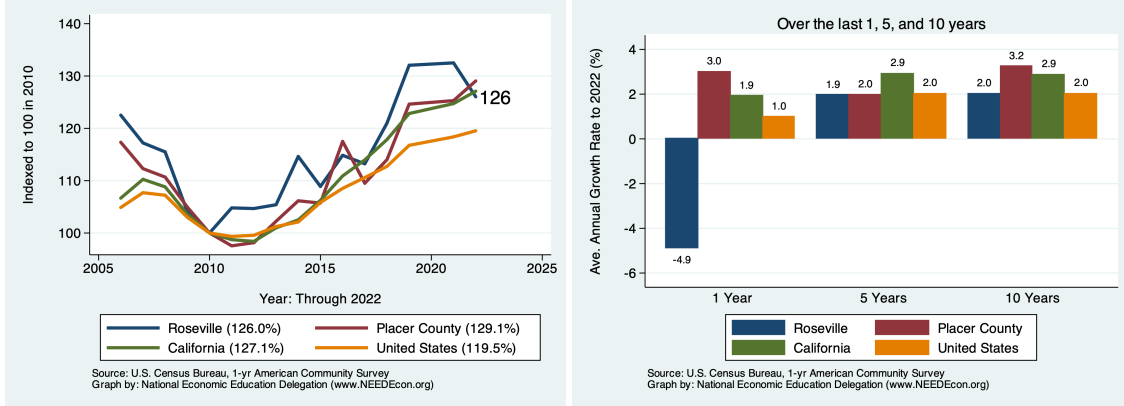 140
130
120
110
100
Indexed to 100 in 2010
126
2005
2010
2015
2020
2025
Year: Through 2022
Roseville (126.0%)
Placer County (129.1%)
California (127.1%)
United States (119.5%)
Source: U.S. Census Bureau, 1-yr American Community Survey
Graph by: National Economic Education Delegation (www.NEEDEcon.org)
Over the last 1, 5, and 10 years
Ave. Annual Growth Rate to 2022 (%)
4
2
0
-2
-4
-6
-4.9
3.0
1.9
1.0
1.9
2.0
2.9
2.0
2.0
3.2
2.9
2.0
1 Year
5 Years
10 Years
Roseville
Placer County
California
United States
Source: U.S. Census Bureau, 1-yr American Community Survey
Graph by: National Economic Education Delegation (www.NEEDEcon.org)